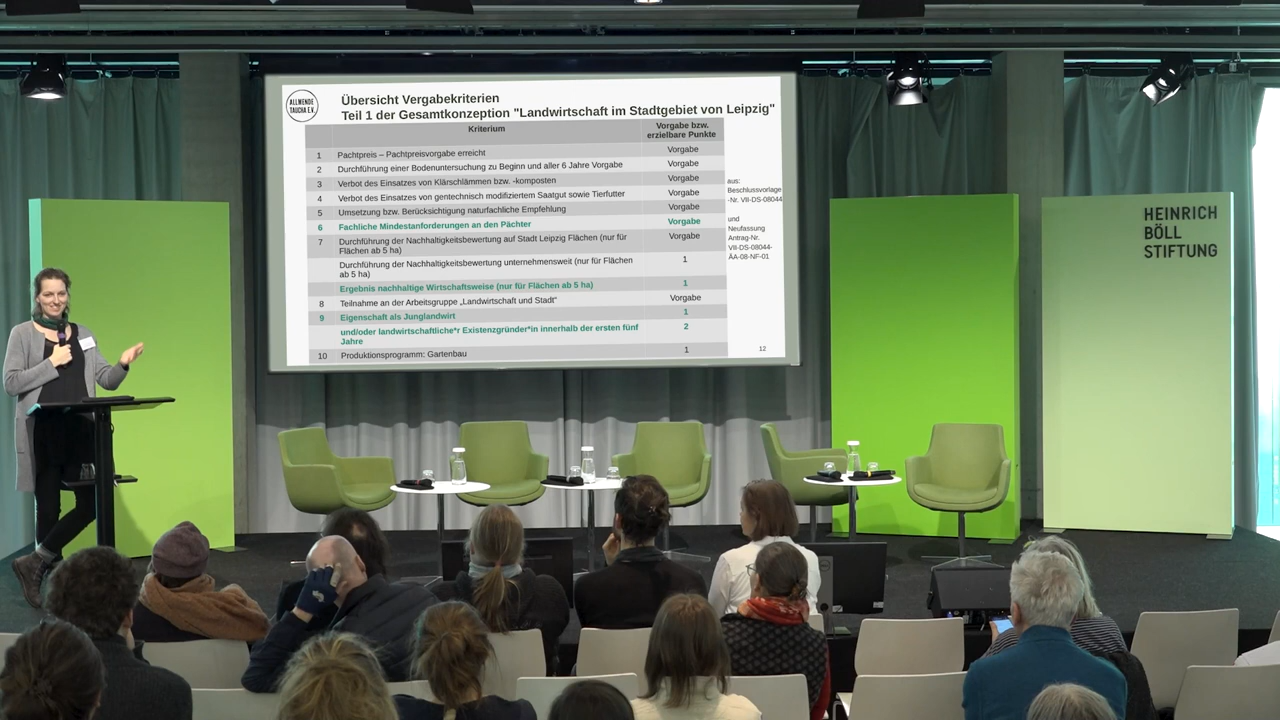 ALLMENDE
TAUCHA E.V.
Übersicht Vergabekriterien
Teil 1 der Gesamtkonzeption "Landwirtschaft im Stadtgebiet von Leipzig"
Kriterium
Vorgabe bzw.
erzielbare Punkte
1 Pachtpreis – Pachtpreisvorgabe erreicht Vorgabe
2 Durchführung einer Bodenuntersuchung zu Beginn und aller 6 Jahre Vorgabe Vorgabe
3 Verbot des Einsatzes von Klärschlämmen bzw. -komposten Vorgabe
4 Verbot des Einsatzes von gentechnisch modifiziertem Saatgut sowie Tierfutter Vorgabe
5 Umsetzung bzw. Berücksichtigung naturfachliche Empfehlung Vorgabe
6 Fachliche Mindestanforderungen an den Pächter Vorgabe
7 Durchführung der Nachhaltigkeitsbewertung auf Stadt Leipzig Flächen (nur für Vorgabe
Flächen ab 5 ha)
Durchführung der Nachhaltigkeitsbewertung unternehmensweit (nur für Flächen 1
ab 5 ha)
Ergebnis nachhaltige Wirtschaftsweise (nur für Flächen ab 5 ha) 1
8 Teilnahme an der Arbeitsgruppe „Landwirtschaft und Stadt" Vorgabe
9 Eigenschaft als Junglandwirt 1
und/oder landwirtschaftliche*r Existenzgründer*in innerhalb der ersten fünf 2
Jahre
10 Produktionsprogramm: Gartenbau 1
aus:
Beschlussvorlage
-Nr. VII-DS-08044
und
Neufassung
Antrag-Nr.
VII-DS-08044-
ÄA-08-NF-01
12
HEINRICH
BÖLL
STIFTUNG